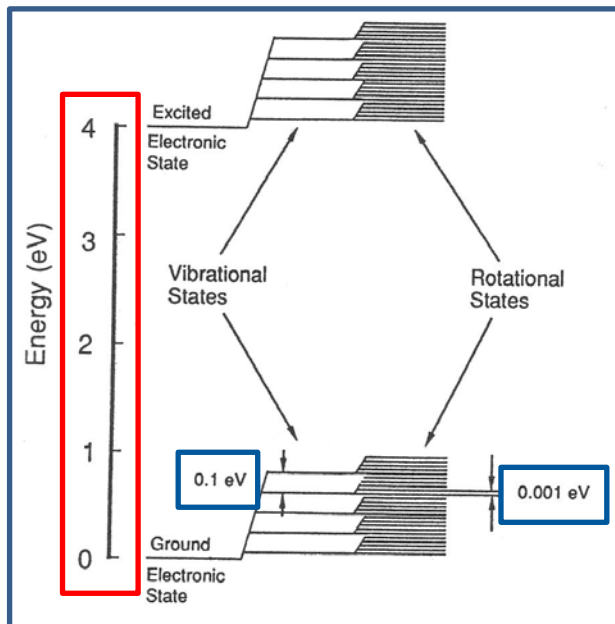 Excited
Electronic
State
4
3
2
1
0
Energy (eV)
Vibrational
States
Rotational
States
0.1 eV
0.001 eV
Ground
Electronic
State